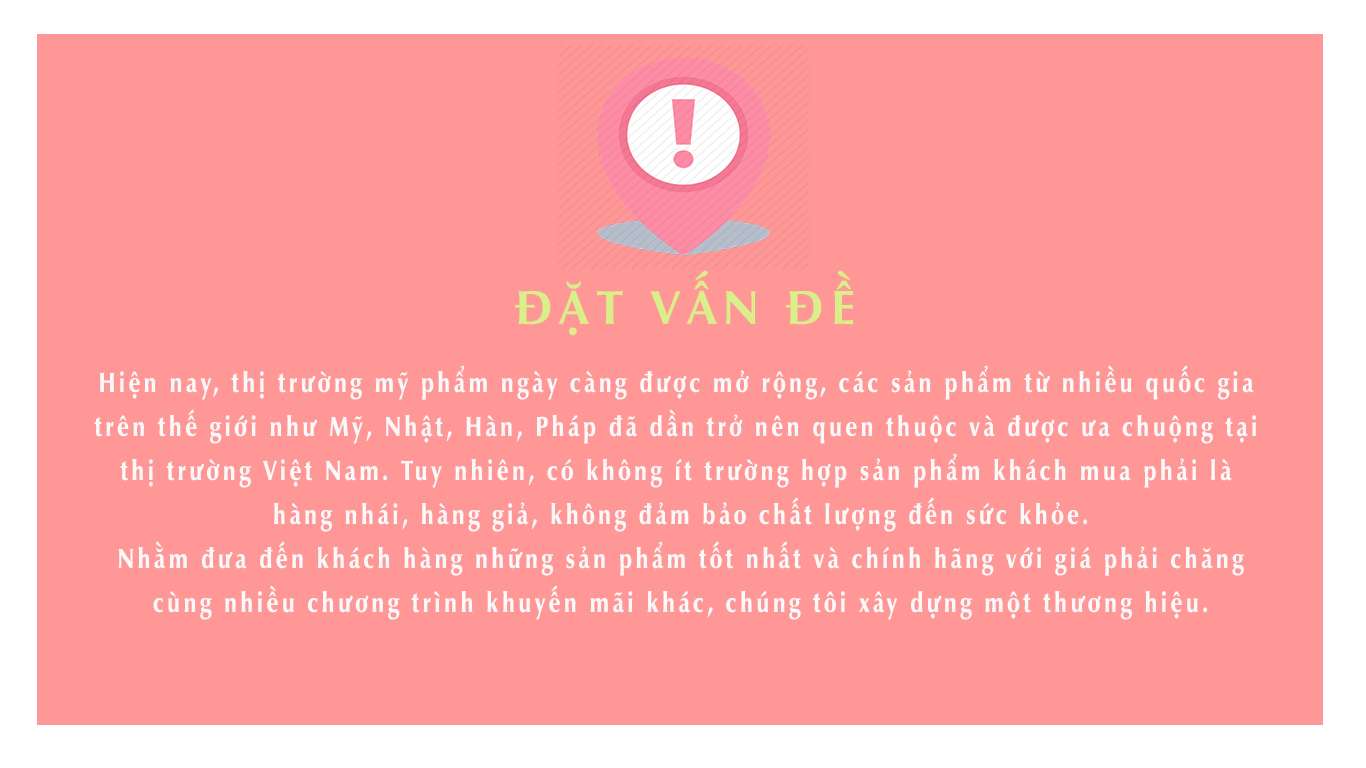 ĐẶT VẤN ĐỀ
Hiện nay, thị trường mỹ phẩm ngày càng được mở rộng, các sản phẩm từ nhiều quốc gia
trên thế giới như Mỹ, Nhật, Hàn, Pháp đã dần trở nên quen thuộc và được ưa chuộng tại
thị trường Việt Nam. Tuy nhiên, có không ít trường hợp sản phẩm khách mua phải là
hàng nhái, hàng giả, không đảm bảo chất lượng đến sức khỏe.
Nhằm đưa đến khách hàng những sản phẩm tốt nhất và chính hãng với giá phải chăng
cùng nhiều chương trình khuyến mãi khác, chúng tôi xây dựng một thương hiệu.